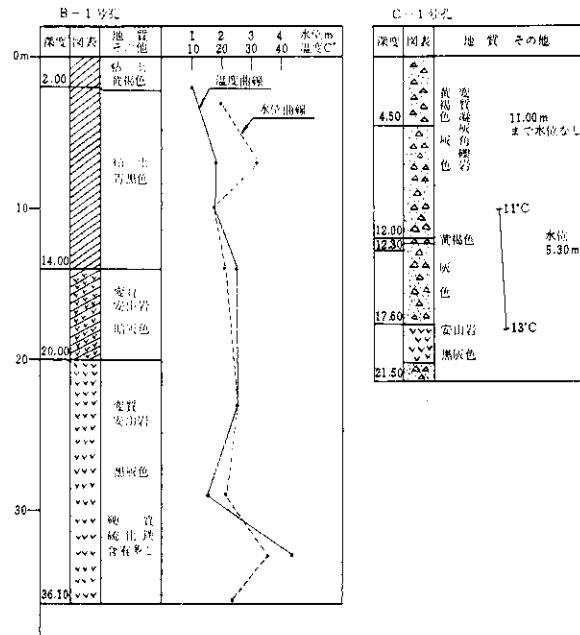 B－1号孔
深度 図表 地質その他 1 2 3 4 水位m
10 20 30 40 温度C°
0m
2.00
粘土
黄褐色
温度曲線
水位曲線
粘土
青黒色
10
14.00
変質
安山岩
暗灰色
20.00
20
変質
安山岩
黒灰色
30
硬質
硫化鉄
含有多し
36.10
C－1号孔
深度 図表 地質 その他
4.50
黄褐色
変質凝灰角礫岩
灰色
11.00m
まで水位なし
12.00
12.30
黄褐色
11°C
水位
5.30m
灰
色
17.60
安山岩
13°C
黒灰色
21.50